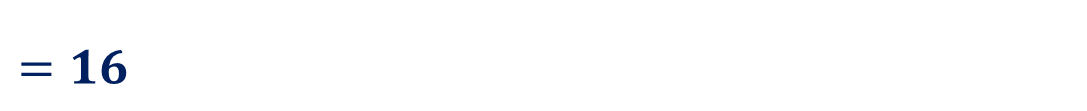 = 16